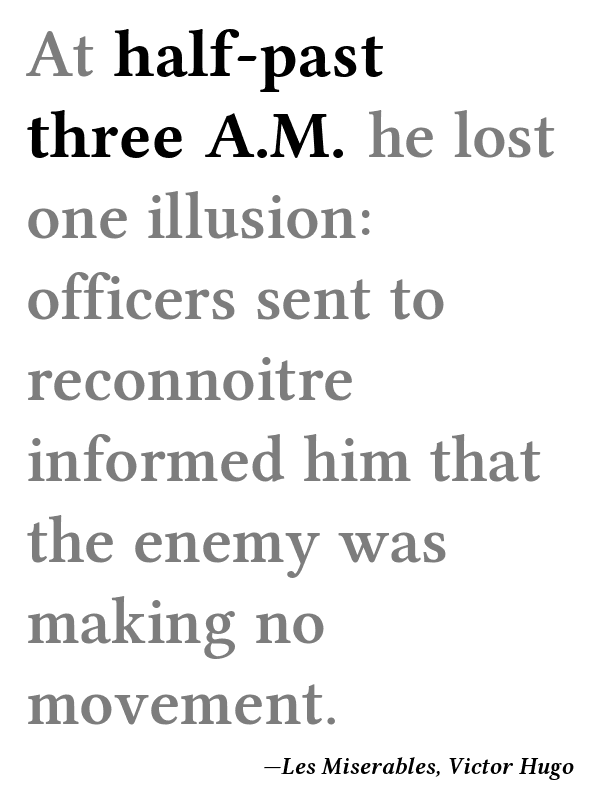 At half-past
three A.M. he lost
one illusion:
officers sent to
reconnoitre
informed him that
the enemy was
making no
movement.
—Les Miserables, Victor Hugo